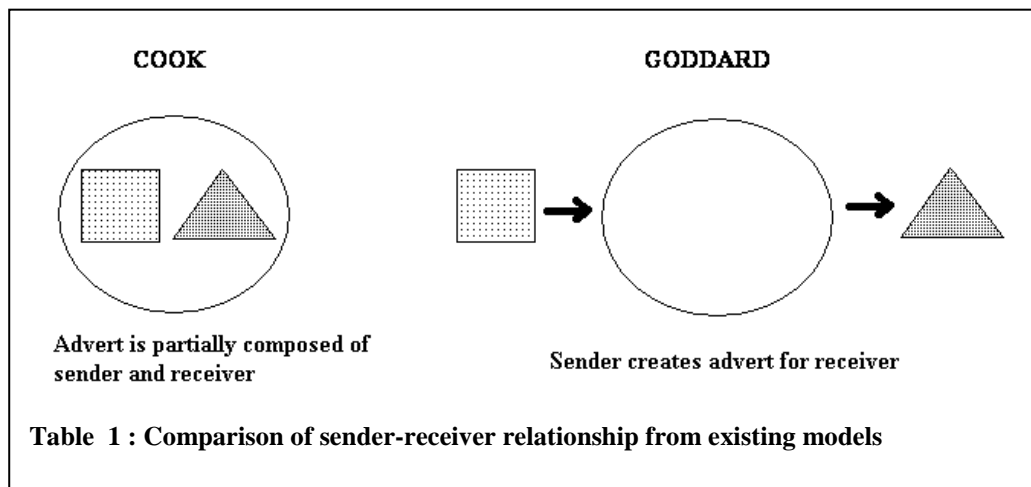 COOK
GODDARD
Advert is partially composed of
sender and receiver
Sender creates advert for receiver
Table 1 : Comparison of sender-receiver relationship from existing models